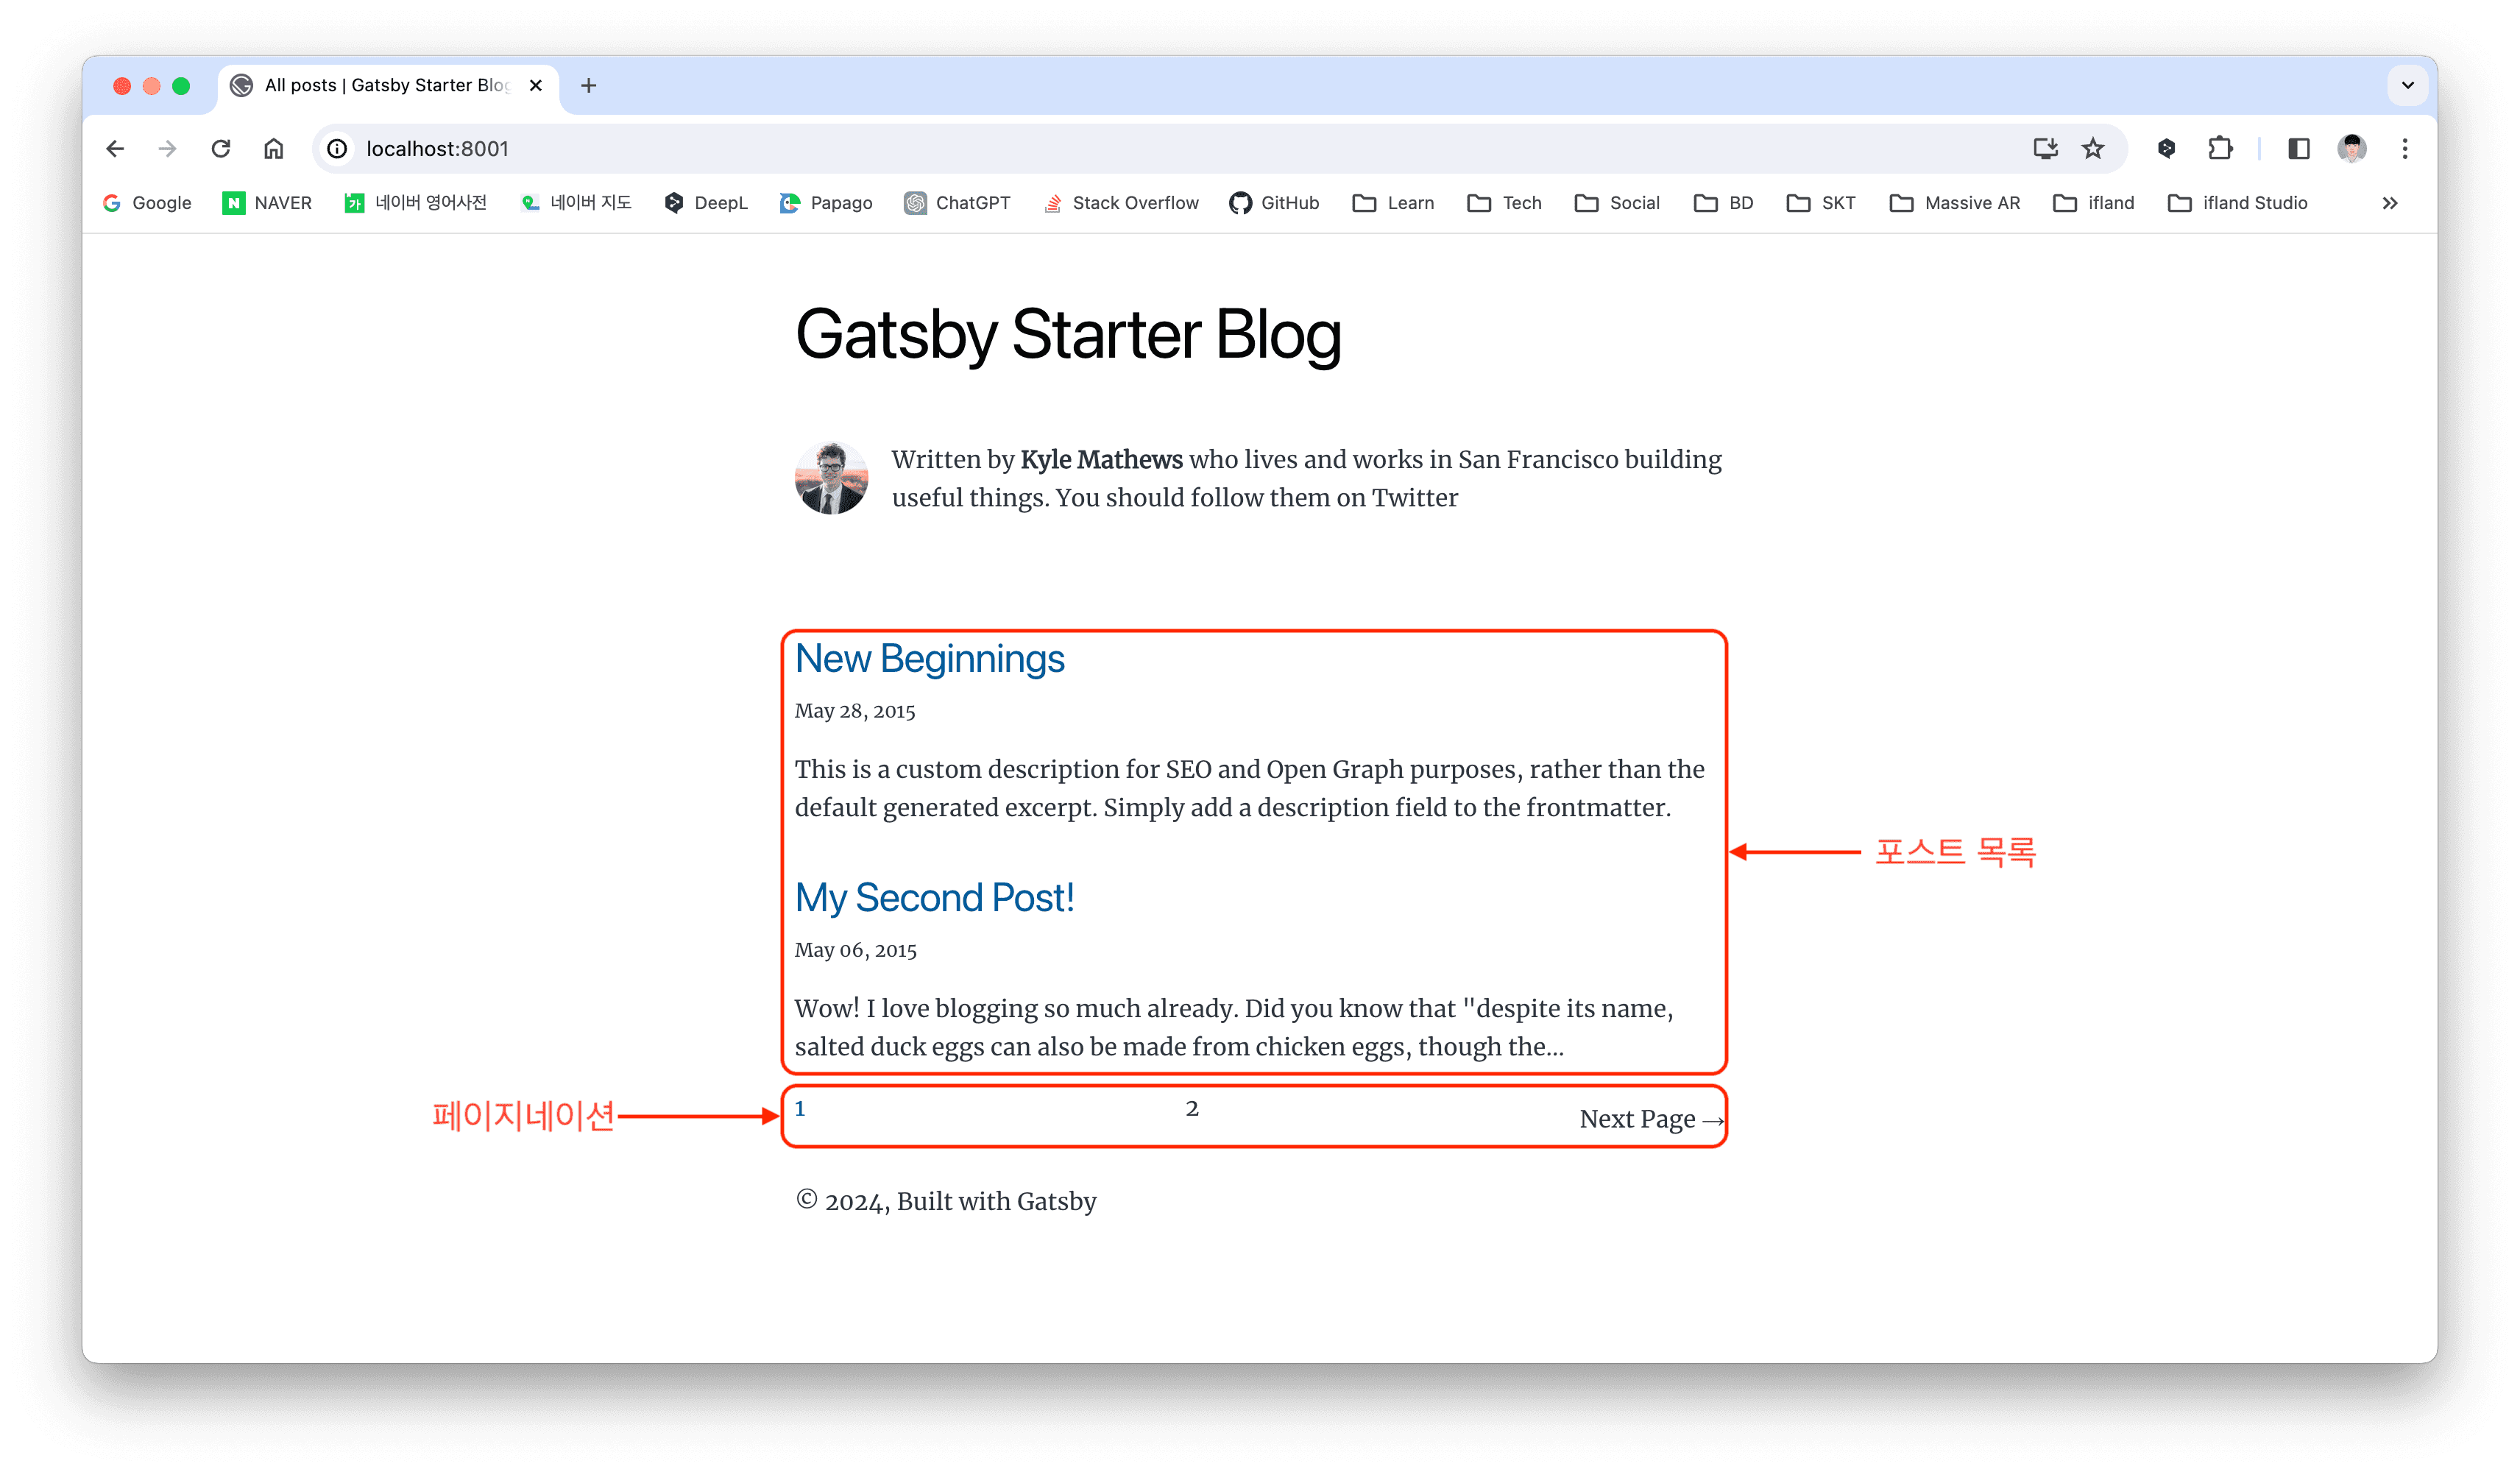 All posts | Gatsby Starter Blog
localhost:8001
Google NAVER 네이버 영어사전 네이버 지도 DeepL Papago ChatGPT Stack Overflow GitHub Learn Tech Social BD SKT Massive AR ifland ifland Studio
Gatsby Starter Blog
Written by Kyle Mathews who lives and works in San Francisco building
useful things. You should follow them on Twitter
New Beginnings
May 28, 2015
This is a custom description for SEO and Open Graph purposes, rather than the
default generated excerpt. Simply add a description field to the frontmatter.
포스트 목록
My Second Post!
May 06, 2015
Wow! I love blogging so much already. Did you know that "despite its name,
salted duck eggs can also be made from chicken eggs, though the…
페이지네이션
1 2 Next Page →
© 2024, Built with Gatsby